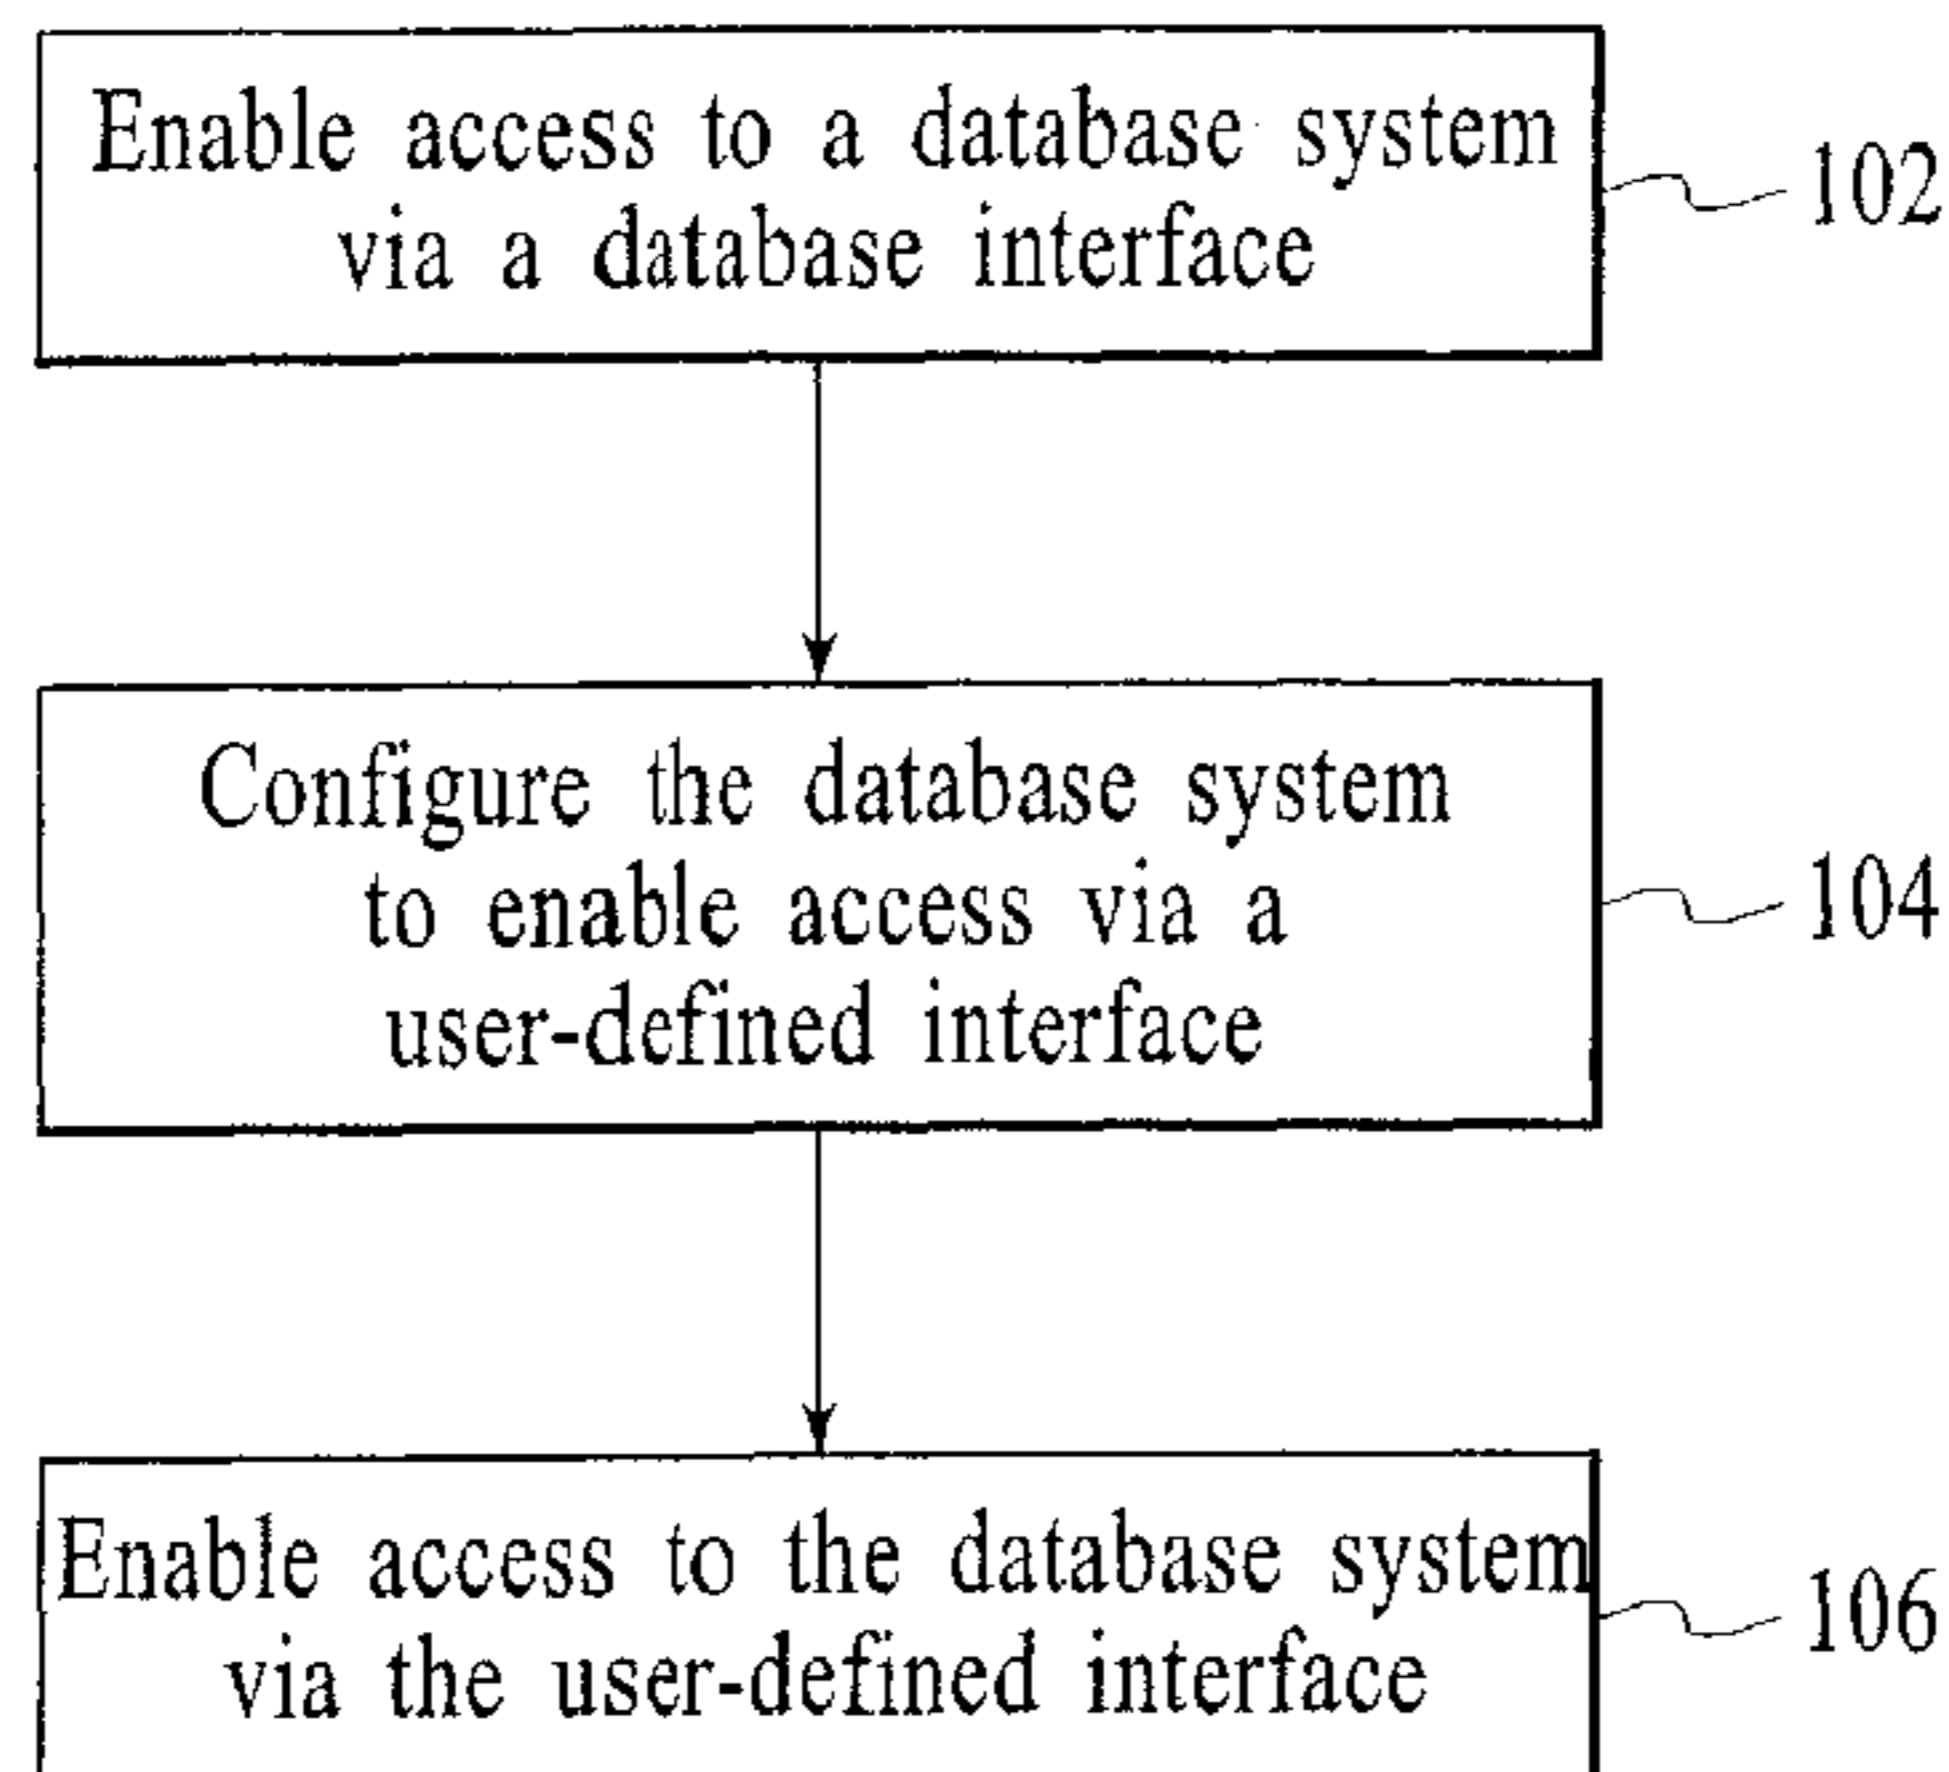 Enable access to a database system
via a database interface
102
Configure the database system
to enable access via a
user-defined interface
104
Enable access to the database system
via the user-defined interface
106